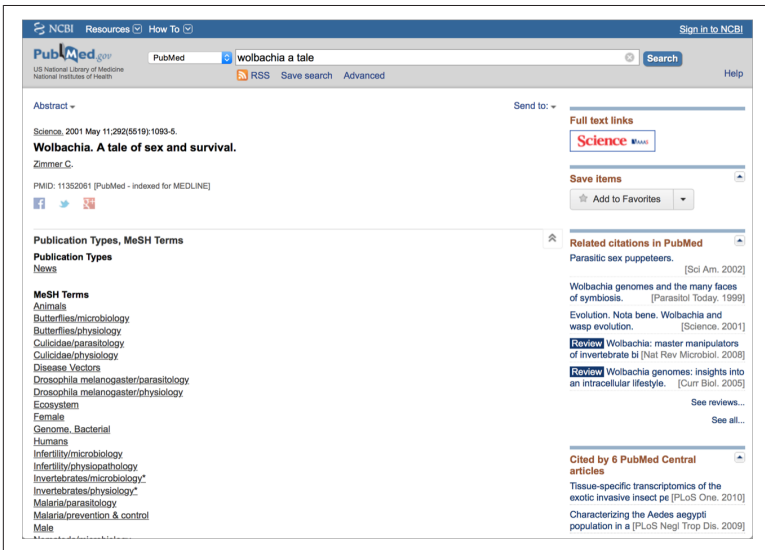 NCBI Resources How To Sign in to NCBI
PubMed.gov
US National Library of Medicine
National Institutes of Health
PubMed wolbachia a tale Search
RSS Save search Advanced Help
Abstract Send to:
Science. 2001 May 11;292(5519):1093-5.
Wolbachia. A tale of sex and survival.
Zimmer C.
PMID: 11352061 [PubMed - indexed for MEDLINE]
Publication Types, MeSH Terms
Publication Types
News
MeSH Terms
Animals
Butterflies/microbiology
Butterflies/physiology
Culicidae/parasitology
Culicidae/physiology
Disease Vectors
Drosophila melanogaster/parasitology
Drosophila melanogaster/physiology
Ecosystem
Female
Genome, Bacterial
Humans
Infertility/microbiology
Infertility/physiopathology
Invertebrates/microbiology*
Invertebrates/physiology*
Malaria/parasitology
Malaria/prevention & control
Male
Full text links
Science AAAS
Save items
Add to Favorites
Related citations in PubMed
Parasitic sex puppeteers.
[Sci Am. 2002]
Wolbachia genomes and the many faces
of symbiosis. [Parasitol Today. 1999]
Evolution. Nota bene. Wolbachia and
wasp evolution. [Science. 2001]
Review Wolbachia: master manipulators
of invertebrate bi [Nat Rev Microbiol. 2008]
Review Wolbachia genomes: insights into
an intracellular lifestyle. [Curr Biol. 2005]
See reviews...
See all...
Cited by 6 PubMed Central
articles
Tissue-specific transcriptomics of the
exotic invasive insect pe [PLoS One. 2010]
Characterizing the Aedes aegypti
population in a [PLoS Negl Trop Dis. 2009]